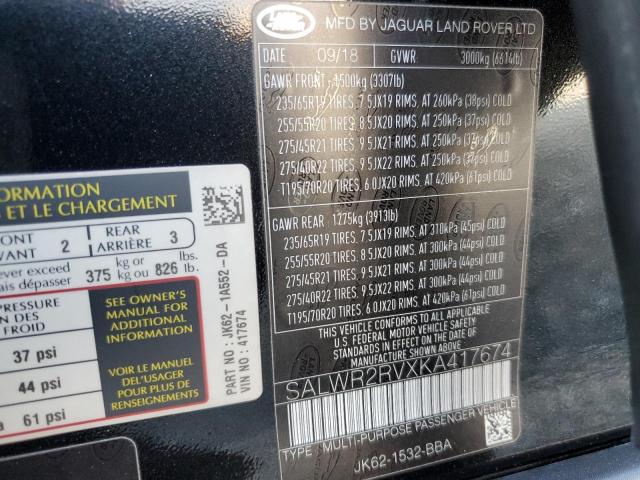 LAND ROVER
MFD BY JAGUAR LAND ROVER LTD
DATE 09/18 GVWR 3000kg (6614lb)
GAWR FRONT 1500kg (3307lb)
235/65R19 TIRES, 7.5JX19 RIMS, AT 260kPa (38psi) COLD
255/55R20 TIRES, 8.5JX20 RIMS, AT 250kPa (37psi) COLD
275/45R21 TIRES, 9.5JX21 RIMS, AT 250kPa (37psi) COLD
275/40R22 TIRES, 9.5JX22 RIMS, AT 250kPa (37psi) COLD
T195/70R20 TIRES, 6.0JX20 RIMS, AT 420kPa (61psi) COLD
GAWR REAR 1775kg (3913lb)
235/65R19 TIRES, 7.5JX19 RIMS, AT 310kPa (45psi) COLD
255/55R20 TIRES, 8.5JX20 RIMS, AT 300kPa (44psi) COLD
275/45R21 TIRES, 9.5JX21 RIMS, AT 300kPa (44psi) COLD
275/40R22 TIRES, 9.5JX22 RIMS, AT 300kPa (44psi) COLD
T195/70R20 TIRES, 6.0JX20 RIMS, AT 420kPa (61psi) COLD
THIS VEHICLE CONFORMS TO ALL APPLICABLE
U.S. FEDERAL MOTOR VEHICLE SAFETY
STANDARDS IN EFFECT ON THE DATE OF
MANUFACTURE SHOWN ABOVE
SALWR2RVXKA417674
TYPE: MULTI-PURPOSE PASSENGER VEHICLE
JK62-1532-BBA
FORMATION
S ET LE CHARGEMENT
FRONT 2 REAR 3
VANT ARRIÈRE
ever exceed 375 kg or 826 lb.
ais dépasser kg ou lbs.
PRESSURE
ION DES
FROID
37 psi
44 psi
a 61 psi
SEE OWNER'S
MANUAL FOR
ADDITIONAL
INFORMATION
VOIR LE MANUEL
DEL'USAGER
POUR PLUS DE
RENSEIGNEMENTS
PART NO: JK62-1A552-DA
VIN NO: 417674